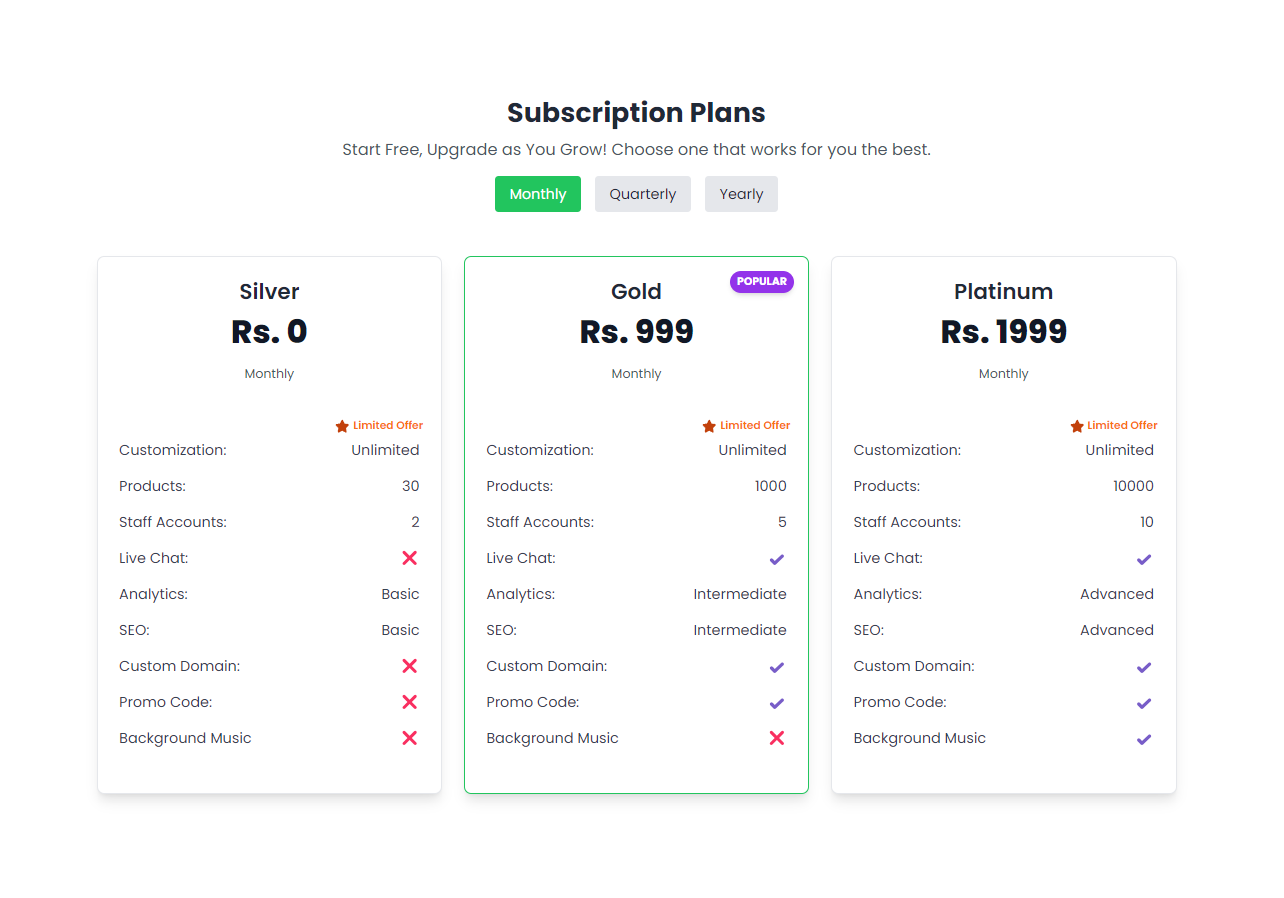 Subscription Plans
Start Free, Upgrade as You Grow! Choose one that works for you the best.
Monthly Quarterly Yearly
Silver
Rs. 0
Monthly
Limited Offer
Customization: Unlimited
Products: 30
Staff Accounts: 2
Live Chat:
Analytics: Basic
SEO: Basic
Custom Domain:
Promo Code:
Background Music
POPULAR
Gold
Rs. 999
Monthly
Limited Offer
Customization: Unlimited
Products: 1000
Staff Accounts: 5
Live Chat:
Analytics: Intermediate
SEO: Intermediate
Custom Domain:
Promo Code:
Background Music
Platinum
Rs. 1999
Monthly
Limited Offer
Customization: Unlimited
Products: 10000
Staff Accounts: 10
Live Chat:
Analytics: Advanced
SEO: Advanced
Custom Domain:
Promo Code:
Background Music